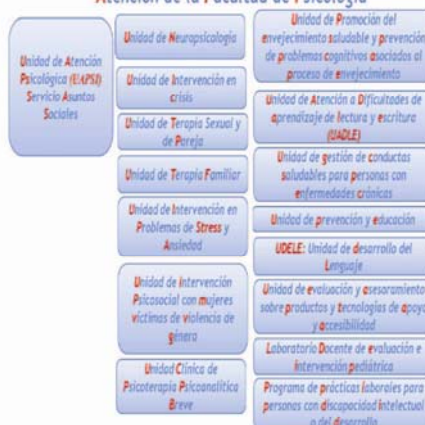 Atención de la Facultad de Psicología
Unidad de Atención
Psicológica (UAPSI)
Servicio Asuntos
Sociales
Unidad de Neuropsicología
Unidad de Intervención en
crisis
Unidad de Terapia Sexual y
de Pareja
Unidad de Terapia Familiar
Unidad de Intervención en
Problemas de Stress y
Ansiedad
Unidad de Intervención
Psicosocial con mujeres
víctimas de violencia de
género
Unidad Clínica de
Psicoterapia Psicoanalítica
Breve
Unidad de Promoción del
envejecimiento saludable y prevención
de problemas cognitivos asociados al
proceso de envejecimiento
Unidad de Atención a Dificultades de
aprendizaje de lectura y escritura
(UADLE)
Unidad de gestión de conductas
saludables para personas con
enfermedades crónicas
Unidad de prevención y educación
UDELE: Unidad de desarrollo del
Lenguaje
Unidad de evaluación y asesoramiento
sobre productos y tecnologías de apoyo
y accesibilidad
Laboratorio Docente de evaluación e
intervención pediátrica
Programa de prácticas laborales para
personas con discapacidad intelectual
o del desarrollo